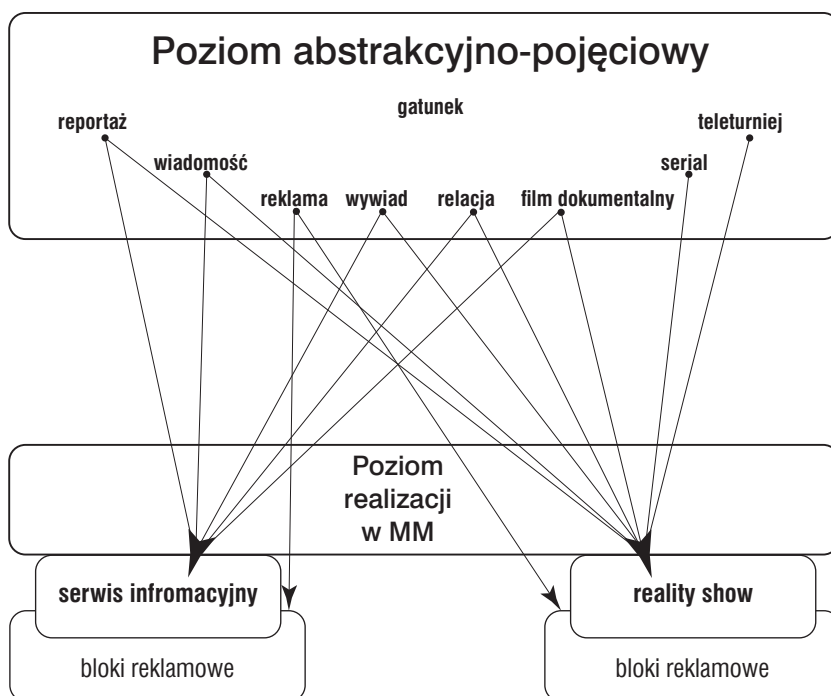 Poziom abstrakcyjno-pojęciowy
gatunek
reportaż
teleturniej
wiadomość
serial
reklama
wywiad
relacja
film dokumentalny
Poziom
realizacji
w MM
serwis infromacyjny
reality show
bloki reklamowe
bloki reklamowe